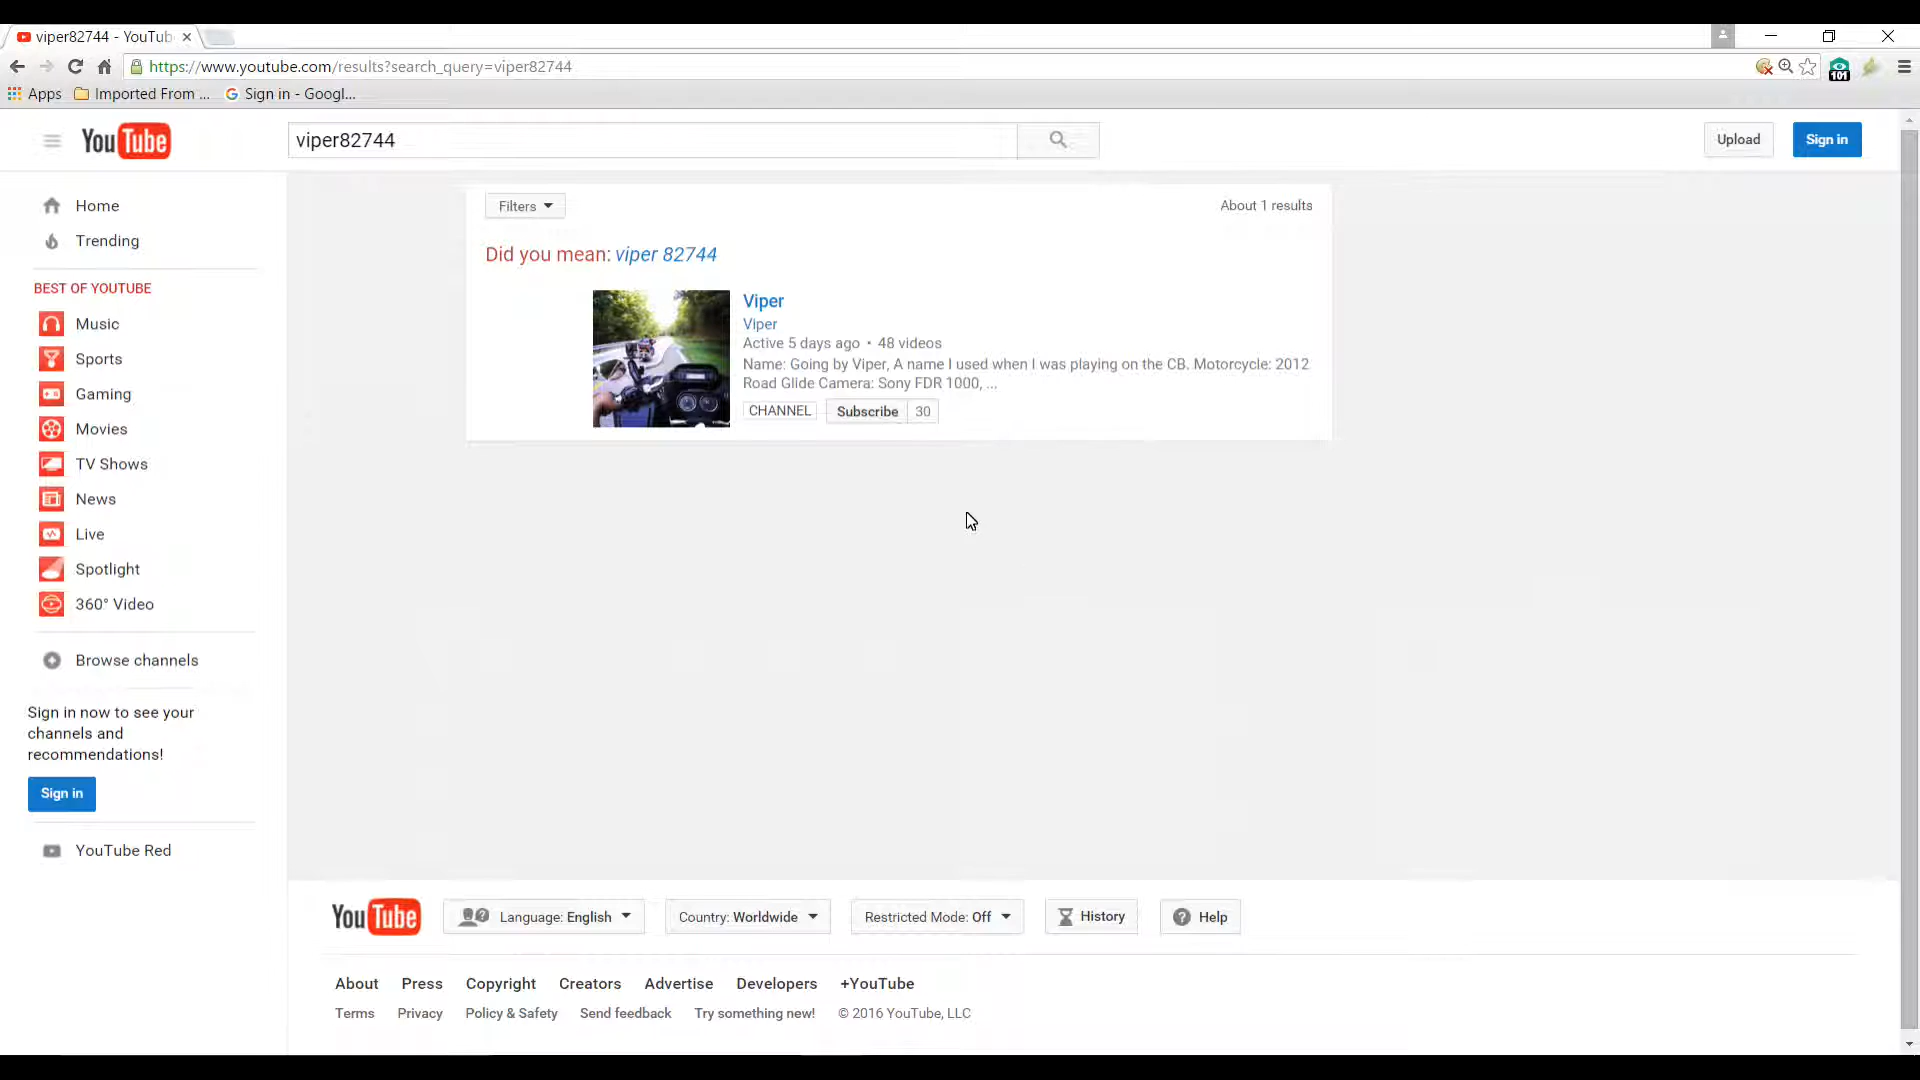 viper82744 - YouTub
https://www.youtube.com/results?search_query=viper82744
101
Apps Imported From ... Sign in - Googl...
YouTube
viper82744
Upload
Sign in
Home
Trending
BEST OF YOUTUBE
Music
Sports
Gaming
Movies
TV Shows
News
Live
Spotlight
360° Video
Browse channels
Sign in now to see your
channels and
recommendations!
Sign in
YouTube Red
Filters
About 1 results
Did you mean: viper 82744
Viper
Viper
Active 5 days ago • 48 videos
Name: Going by Viper, A name I used when I was playing on the CB. Motorcycle: 2012
Road Glide Camera: Sony FDR 1000, ...
CHANNEL Subscribe 30
YouTube Language: English Country: Worldwide Restricted Mode: Off History Help
About Press Copyright Creators Advertise Developers +YouTube
Terms Privacy Policy & Safety Send feedback Try something new! © 2016 YouTube, LLC